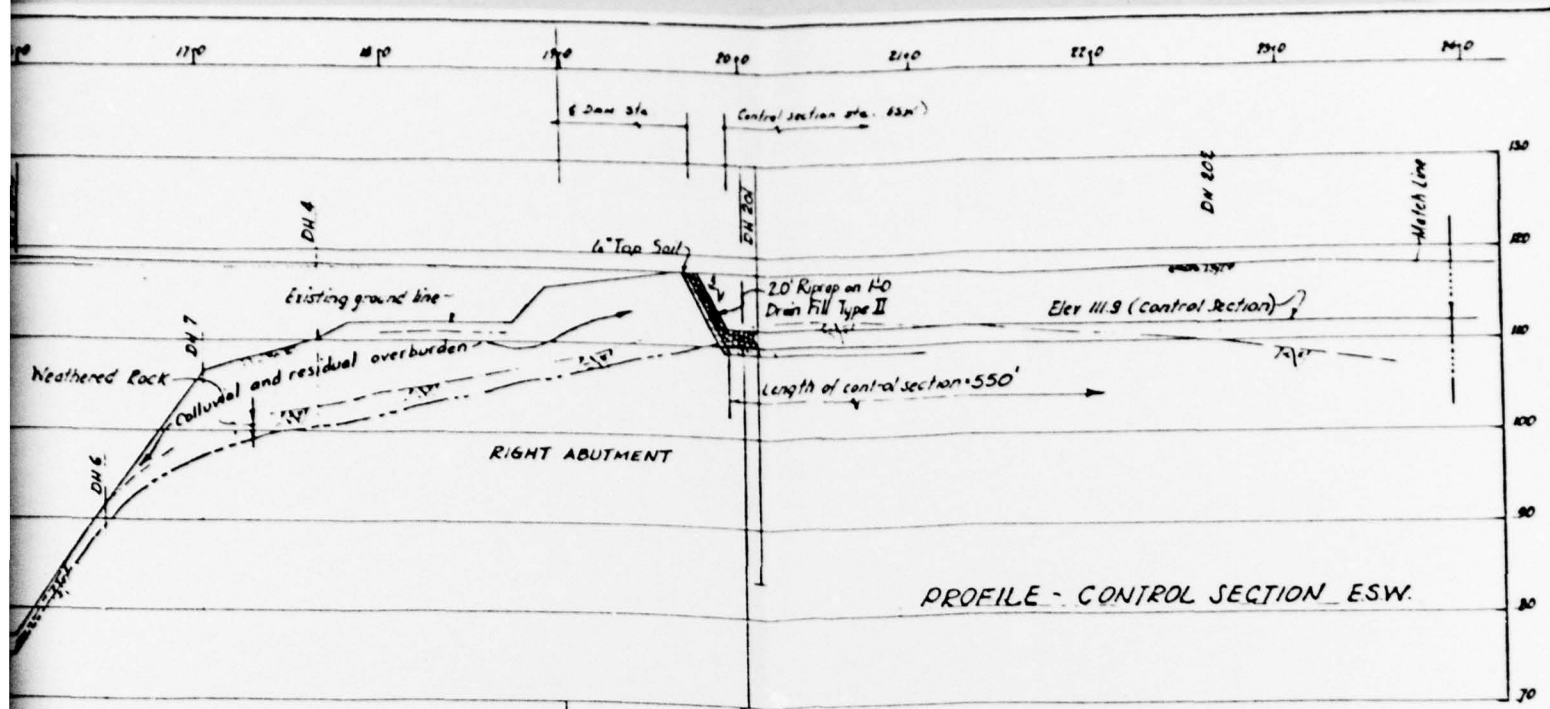 17+0 18+0 19+0 20+0 21+0 22+0 23+0 24+0
Dam Sta
Control section sta.
130
DH 4
DH 201
DH 202
Match Line
120
Top Soil
Existing ground line
2.0' Riprap on 1'-0
Drain Fill Type II
Elev 111.9 (Control Section)
110
DH 7
Weathered Rock
Colluvial and residual overburden
Length of control section = 550'
100
RIGHT ABUTMENT
DH 6
90
PROFILE - CONTROL SECTION ESW.
80
70